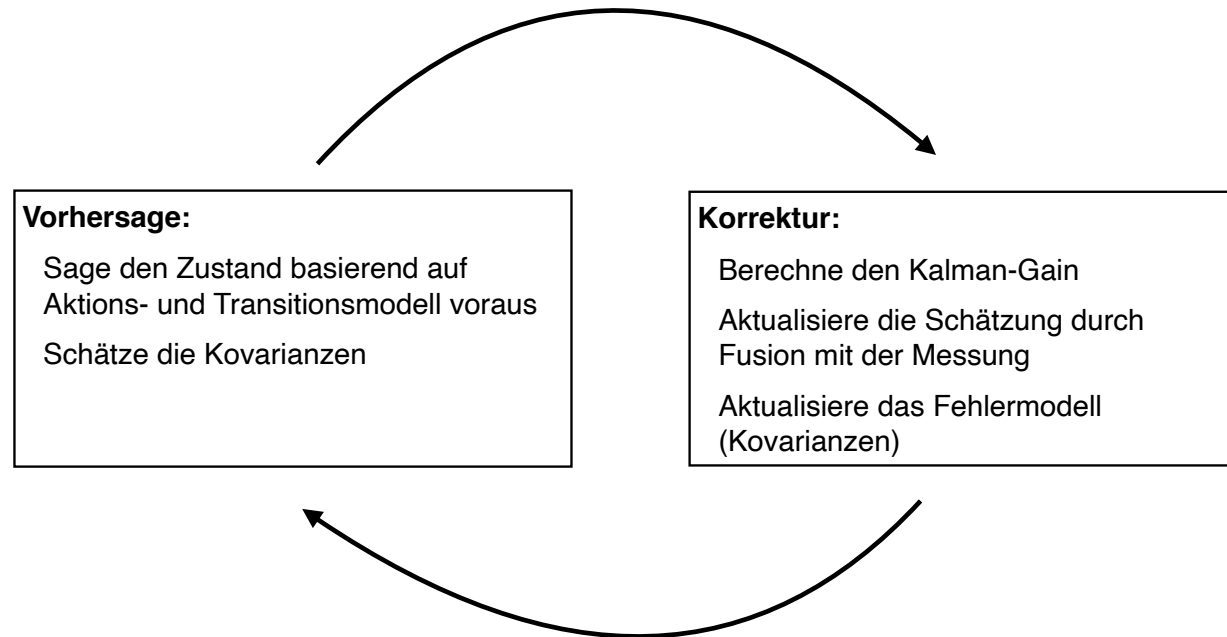 Vorhersage:
Sage den Zustand basierend auf
Aktions- und Transitionsmodell voraus
Schätze die Kovarianzen
Korrektur:
Berechne den Kalman-Gain
Aktualisiere die Schätzung durch
Fusion mit der Messung
Aktualisiere das Fehlermodell
(Kovarianzen)